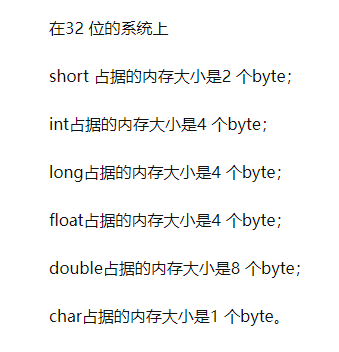 在32 位的系统上
short 占据的内存大小是2 个byte；
int占据的内存大小是4 个byte；
long占据的内存大小是4 个byte；
float占据的内存大小是4 个byte；
double占据的内存大小是8 个byte；
char占据的内存大小是1 个byte。